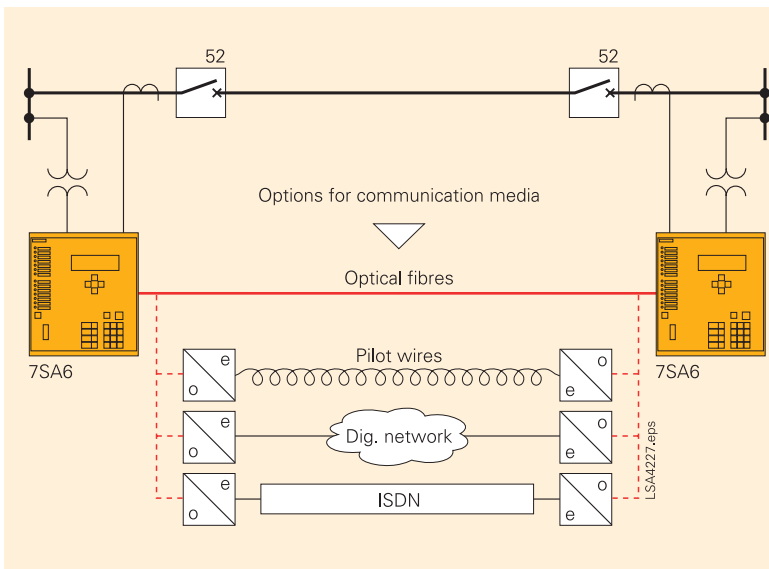 52
52
Options for communication media
Optical fibres
7SA6
7SA6
Pilot wires
e
o
o
e
Dig. network
e
o
o
e
ISDN
e
o
o
e
LSA4227.eps